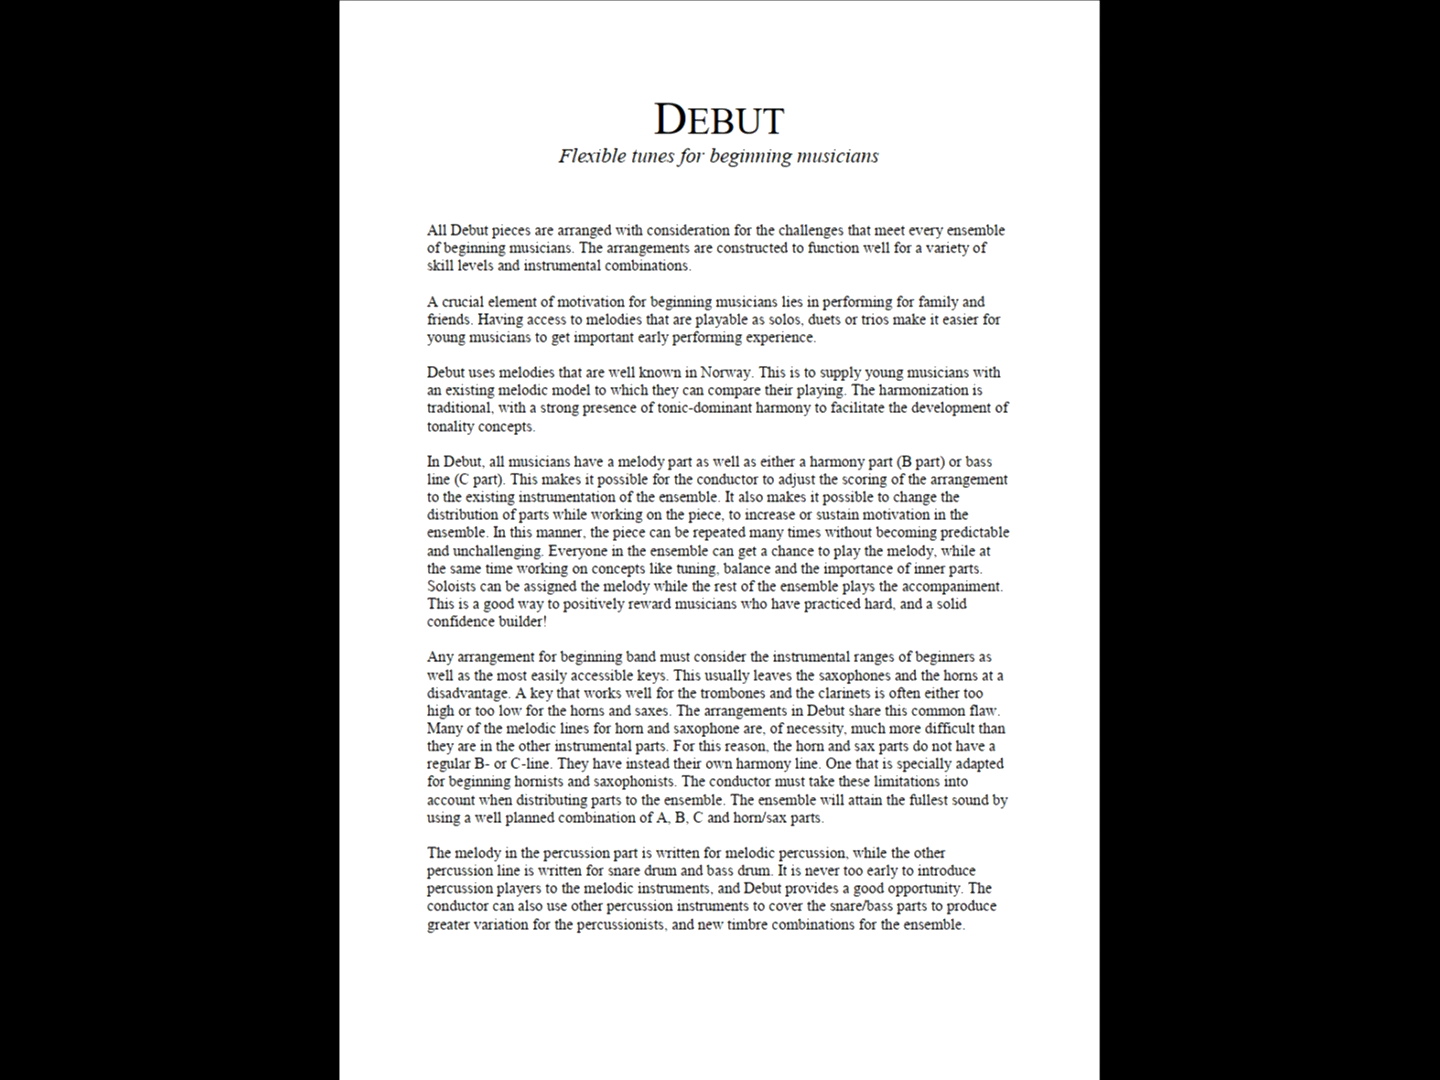 DEBUT
Flexible tunes for beginning musicians
All Debut pieces are arranged with consideration for the challenges that meet every ensemble
of beginning musicians. The arrangements are constructed to function well for a variety of
skill levels and instrumental combinations.
A crucial element of motivation for beginning musicians lies in performing for family and
friends. Having access to melodies that are playable as solos, duets or trios make it easier for
young musicians to get important early performing experience.
Debut uses melodies that are well known in Norway. This is to supply young musicians with
an existing melodic model to which they can compare their playing. The harmonization is
traditional, with a strong presence of tonic-dominant harmony to facilitate the development of
tonality concepts.
In Debut, all musicians have a melody part as well as either a harmony part (B part) or bass
line (C part). This makes it possible for the conductor to adjust the scoring of the arrangement
to the existing instrumentation of the ensemble. It also makes it possible to change the
distribution of parts while working on the piece, to increase or sustain motivation in the
ensemble. In this manner, the piece can be repeated many times without becoming predictable
and unchallenging. Everyone in the ensemble can get a chance to play the melody, while at
the same time working on concepts like tuning, balance and the importance of inner parts.
Soloists can be assigned the melody while the rest of the ensemble plays the accompaniment.
This is a good way to positively reward musicians who have practiced hard, and a solid
confidence builder!
Any arrangement for beginning band must consider the instrumental ranges of beginners as
well as the most easily accessible keys. This usually leaves the saxophones and the horns at a
disadvantage. A key that works well for the trombones and the clarinets is often either too
high or too low for the horns and saxes. The arrangements in Debut share this common flaw.
Many of the melodic lines for horn and saxophone are, of necessity, much more difficult than
they are in the other instrumental parts. For this reason, the horn and sax parts do not have a
regular B- or C-line. They have instead their own harmony line. One that is specially adapted
for beginning hornists and saxophonists. The conductor must take these limitations into
account when distributing parts to the ensemble. The ensemble will attain the fullest sound by
using a well planned combination of A, B, C and horn/sax parts.
The melody in the percussion part is written for melodic percussion, while the other
percussion line is written for snare drum and bass drum. It is never too early to introduce
percussion players to the melodic instruments, and Debut provides a good opportunity. The
conductor can also use other percussion instruments to cover the snare/bass parts to produce
greater variation for the percussionists, and new timbre combinations for the ensemble.